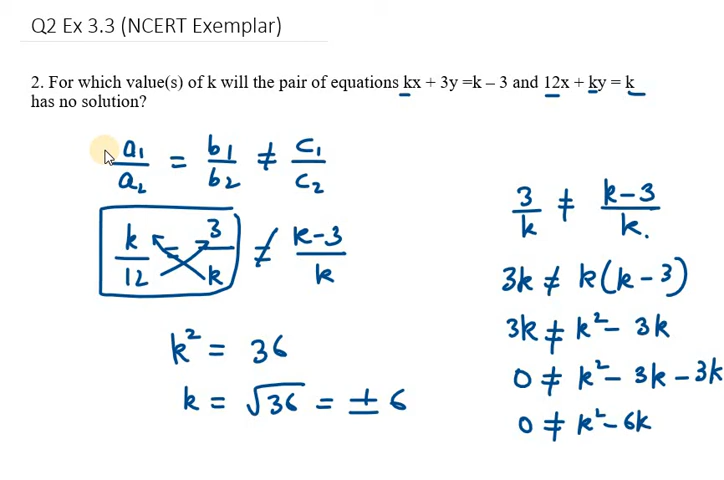 Q2 Ex 3.3 (NCERT Exemplar)
2. For which value(s) of k will the pair of equations kx + 3y =k – 3 and 12x + ky = k
has no solution?
a₁/a₂ = b₁/b₂ ≠ c₁/c₂
k/12 = 3/k ≠ k-3/k
k² = 36
k = √36 = ± 6
3/k ≠ k-3/k.
3k ≠ k(k-3)
3k ≠ k² - 3k
0 ≠ k² - 3k - 3k
0 ≠ k² - 6k